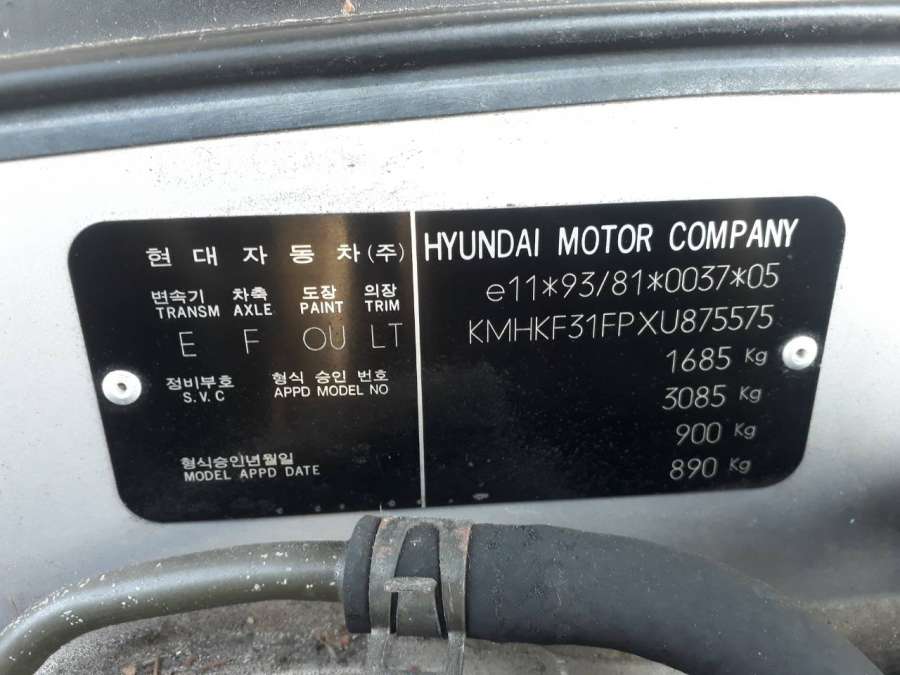 현대자동차(주)
변속기 차축 도장 의장
TRANSM AXLE PAINT TRIM
E F OU LT
정비부호 형식 승인 번호
S.V.C APPD MODEL NO
형식승인년월일
MODEL APPD DATE
HYUNDAI MOTOR COMPANY
e11*93/81*0037*05
KMHKF31FPXU875575
1685 Kg
3085 Kg
900 Kg
890 Kg